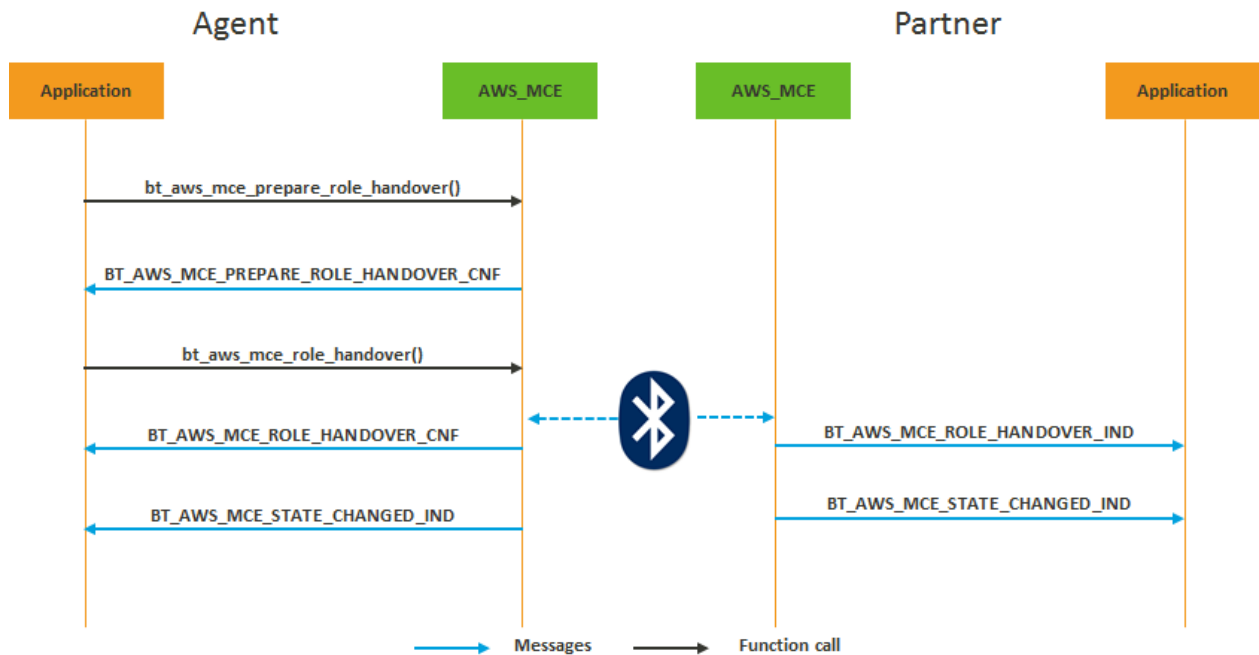 Agent
Partner
Application
AWS_MCE
AWS_MCE
Application
bt_aws_mce_prepare_role_handover()
BT_AWS_MCE_PREPARE_ROLE_HANDOVER_CNF
bt_aws_mce_role_handover()
BT_AWS_MCE_ROLE_HANDOVER_CNF
BT_AWS_MCE_ROLE_HANDOVER_IND
BT_AWS_MCE_STATE_CHANGED_IND
BT_AWS_MCE_STATE_CHANGED_IND
Messages
Function call